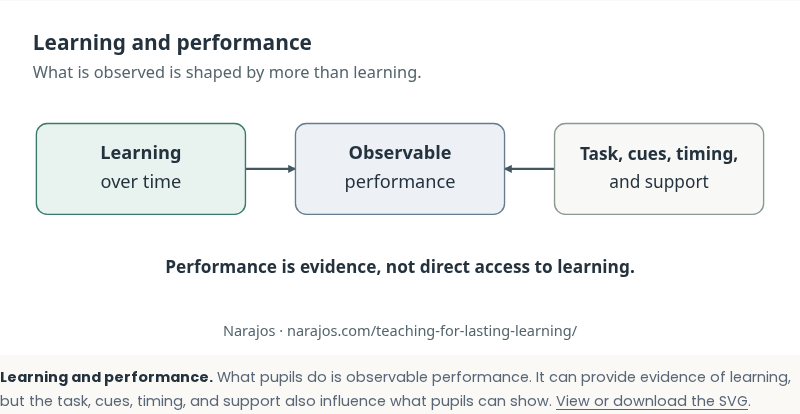 Learning and performance
What is observed is shaped by more than learning.
Learning
over time
Observable
performance
Task, cues, timing,
and support
Performance is evidence, not direct access to learning.
Narajos · narajos.com/teaching-for-lasting-learning/
Learning and performance. What pupils do is observable performance. It can provide evidence of learning,
but the task, cues, timing, and support also influence what pupils can show. View or download the SVG.